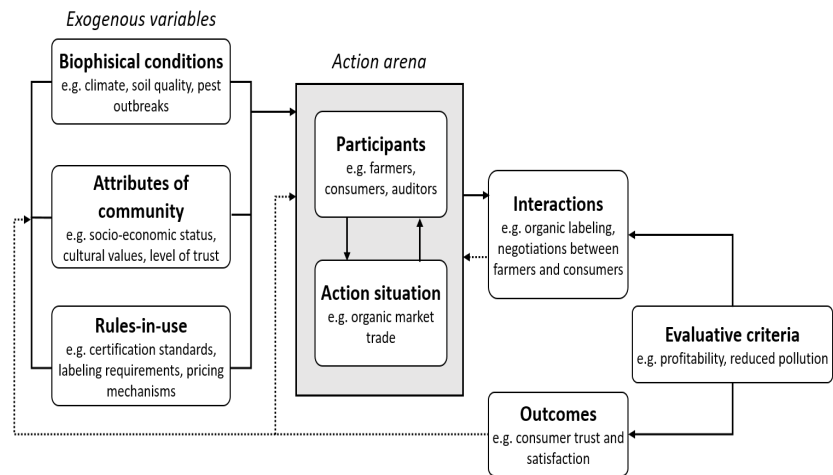 Exogenous variables
Biophisical conditions
e.g. climate, soil quality, pest
outbreaks
Attributes of
community
e.g. socio-economic status,
cultural values, level of trust
Rules-in-use
e.g. certification standards,
labeling requirements, pricing
mechanisms
Action arena
Participants
e.g. farmers,
consumers, auditors
Action situation
e.g. organic market
trade
Interactions
e.g. organic labeling,
negotiations between
farmers and consumers
Evaluative criteria
e.g. profitability, reduced pollution
Outcomes
e.g. consumer trust and
satisfaction